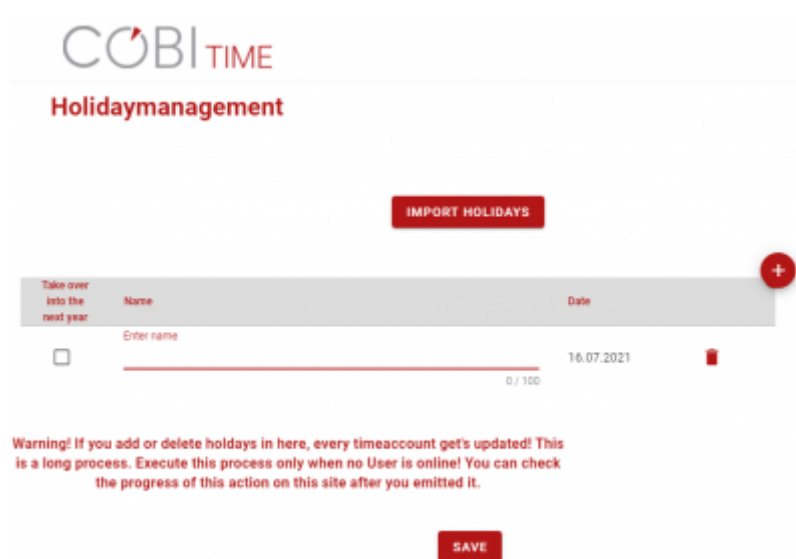 COBI TIME
Holidaymanagement
IMPORT HOLIDAYS
+
Take over
into the
next year
Name
Date
Enter name
16.07.2021
0 / 100
Warning! If you add or delete holdays in here, every timeaccount get's updated! This
is a long process. Execute this process only when no User is online! You can check
the progress of this action on this site after you emitted it.
SAVE